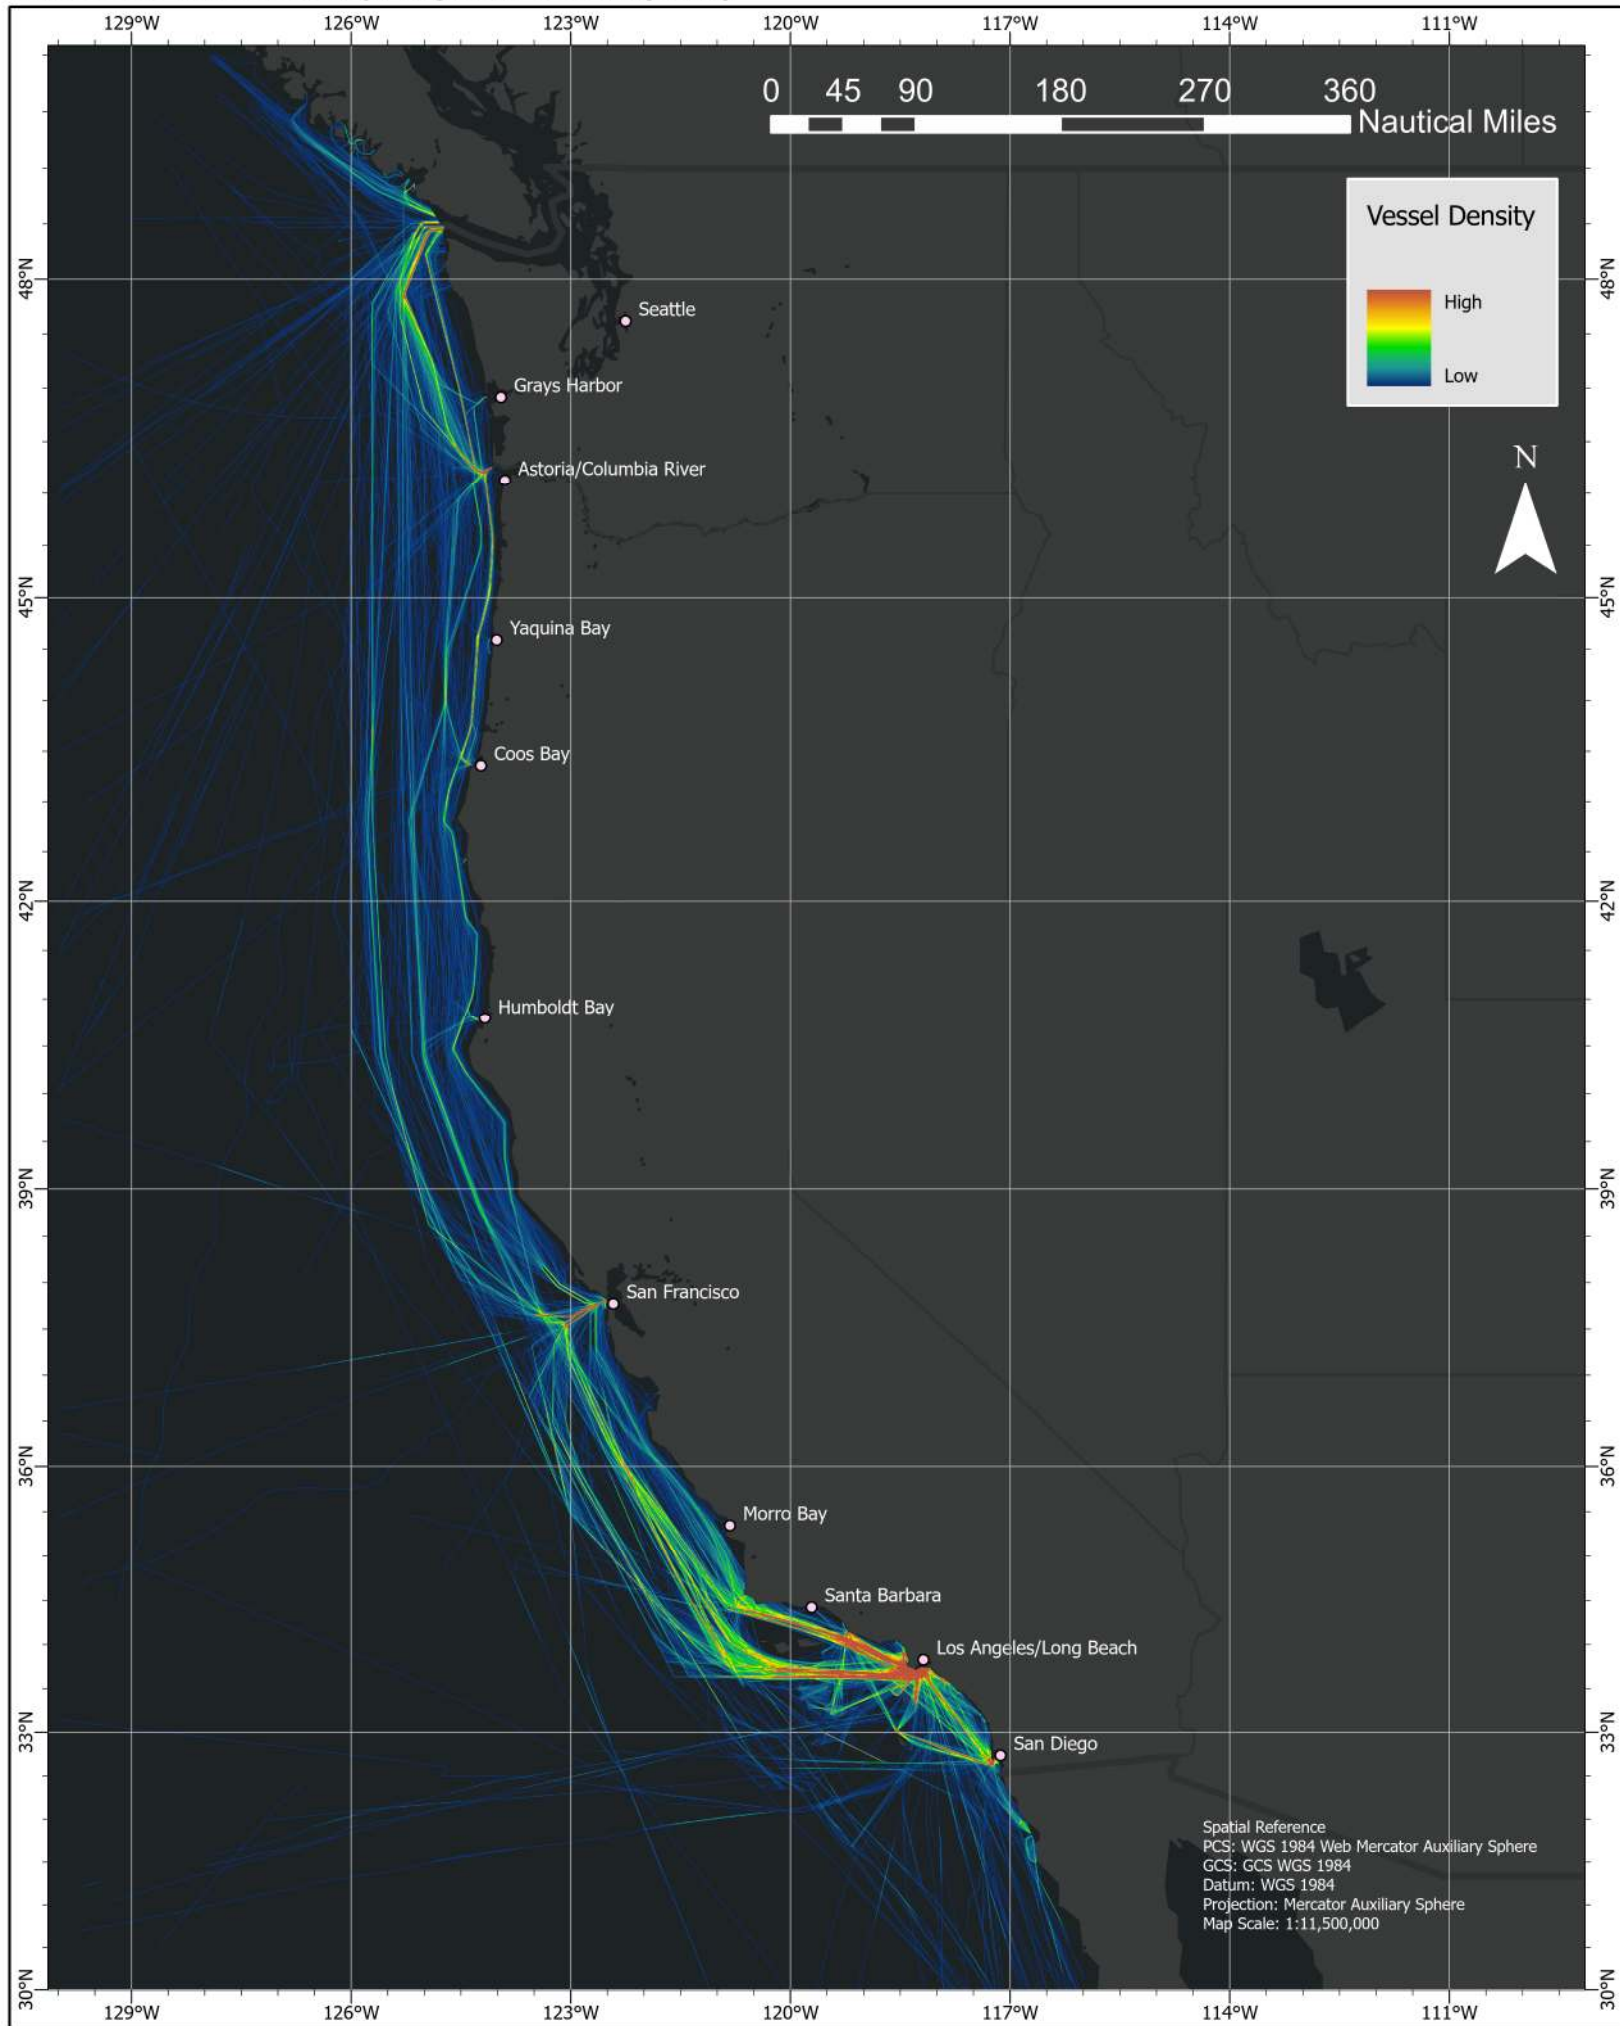 129°W 126°W 123°W 120°W 117°W 114°W 111°W
0 45 90 180 270 360
Nautical Miles
Vessel Density
High
Low
N
48°N 48°N
Seattle
Grays Harbor
Astoria/Columbia River
45°N 45°N
Yaquina Bay
Coos Bay
42°N 42°N
Humboldt Bay
39°N 39°N
San Francisco
36°N 36°N
Morro Bay
Santa Barbara
Los Angeles/Long Beach
33°N 33°N
San Diego
Spatial Reference
PCS: WGS 1984 Web Mercator Auxiliary Sphere
GCS: GCS WGS 1984
Datum: WGS 1984
Projection: Mercator Auxiliary Sphere
Map Scale: 1:11,500,000
30°N 30°N
129°W 126°W 123°W 120°W 117°W 114°W 111°W